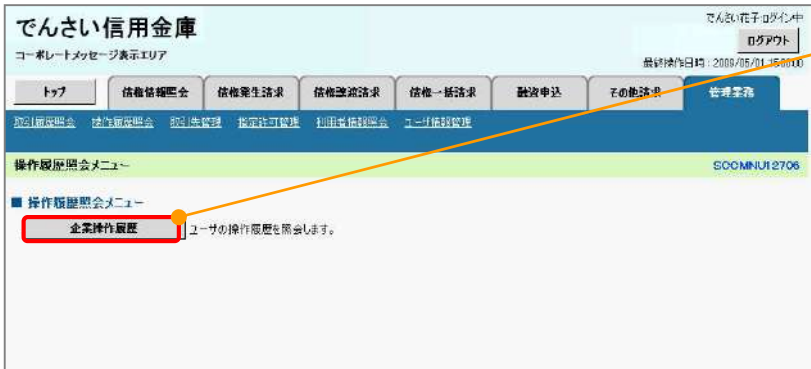 でんさい信用金庫
でんさい花子 ログイン中
ログアウト
コーポレートメッセージ表示エリア
最終操作日時：2009/05/01 15:00:00
トップ 債権情報照会 債権発生請求 債権譲渡請求 債権一括請求 融資申込 その他請求 管理業務
取引履歴照会 操作履歴照会 取引先管理 指定許可管理 利用者情報照会 ユーザ情報管理
操作履歴照会メニュー
SCCMNU12706
■ 操作履歴照会メニュー
企業操作履歴
ユーザの操作履歴を照会します。